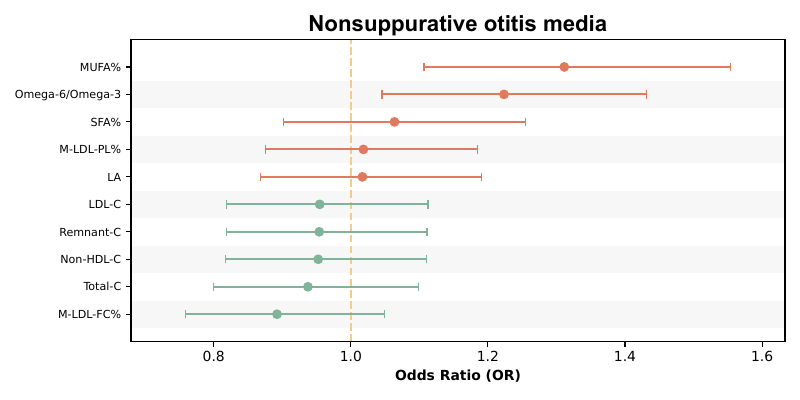 Nonsuppurative otitis media
MUFA%
Omega-6/Omega-3
SFA%
M-LDL-PL%
LA
LDL-C
Remnant-C
Non-HDL-C
Total-C
M-LDL-FC%
0.8 1.0 1.2 1.4 1.6
Odds Ratio (OR)